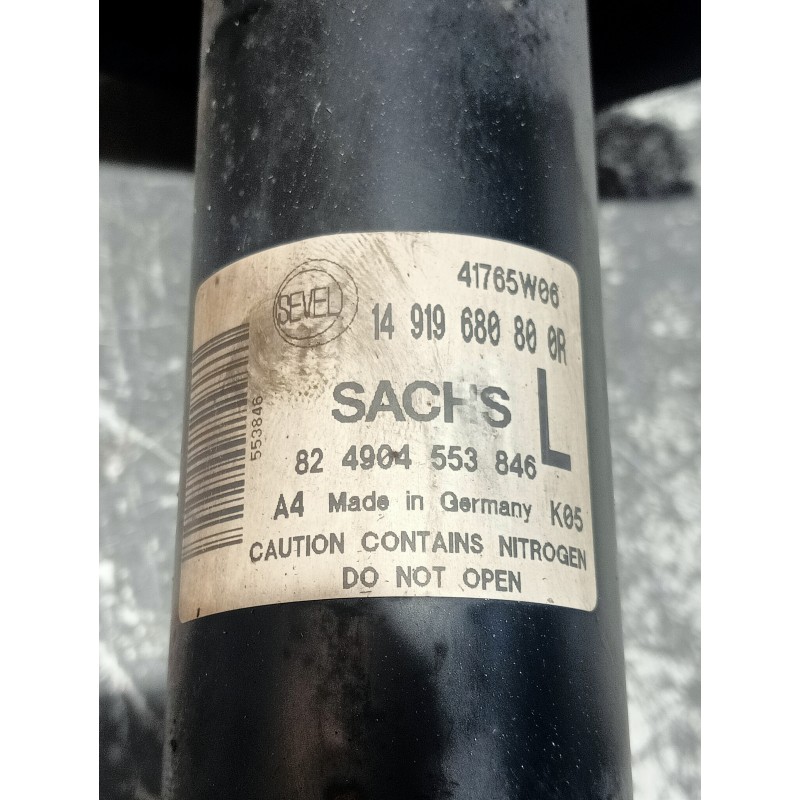 41765W06
SEVEL
14 919 680 80 0R
SACHS L
82 4904 553 846
553846
A4 Made in Germany K05
CAUTION CONTAINS NITROGEN
DO NOT OPEN